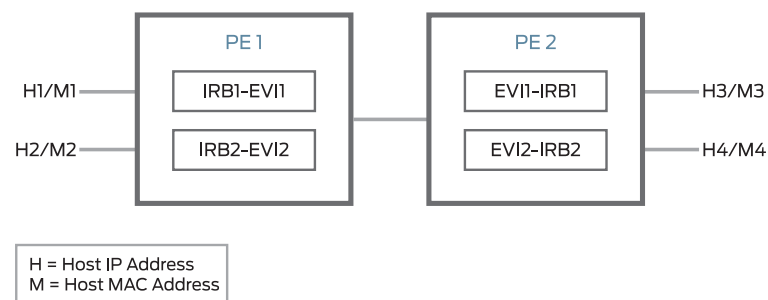 PE 1
PE 2
H1/M1
IRB1-EVI1
EVI1-IRB1
H3/M3
H2/M2
IRB2-EVI2
EVI2-IRB2
H4/M4
H = Host IP Address
M = Host MAC Address